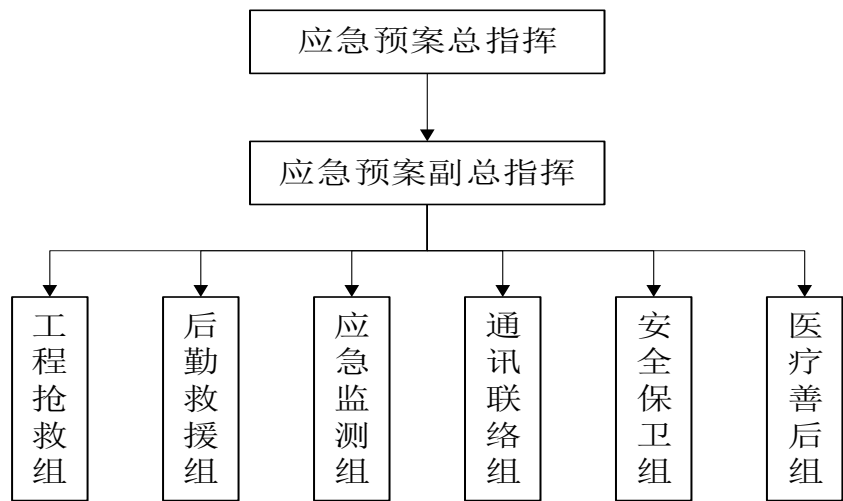 应急预案总指挥
应急预案副总指挥
工程抢救组
后勤救援组
应急监测组
通讯联络组
安全保卫组
医疗善后组